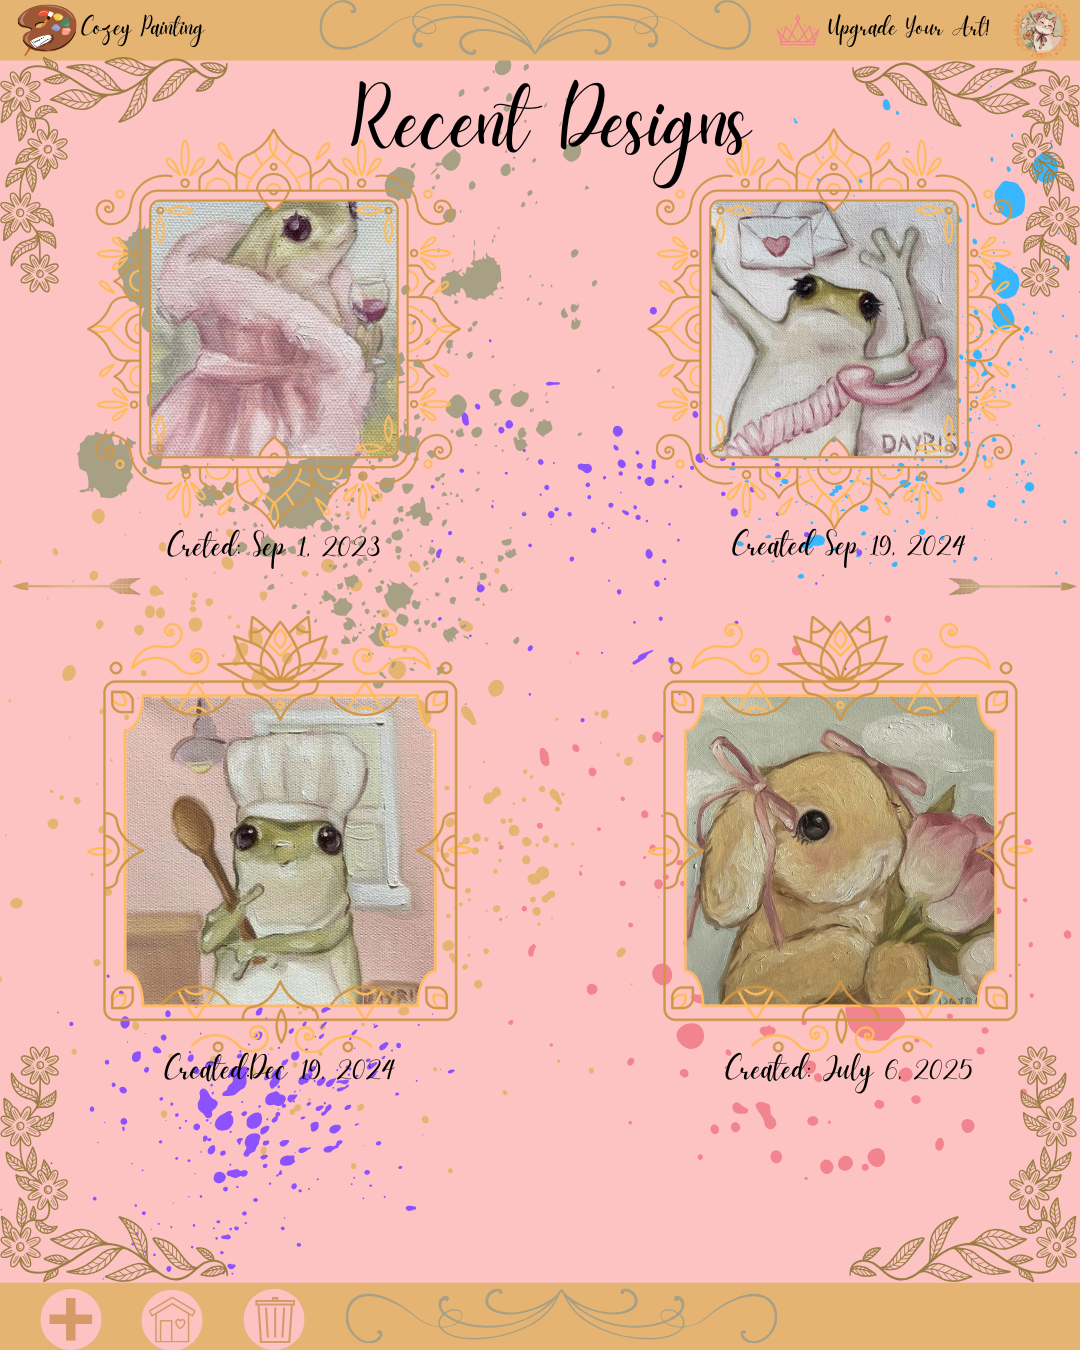 Cozey Painting
Upgrade Your Art!
Recent Designs
DAVRIS
Creted: Sep 1, 2023
Created Sep 19, 2024
Created:Dec 19, 2024
Created: July 6, 2025